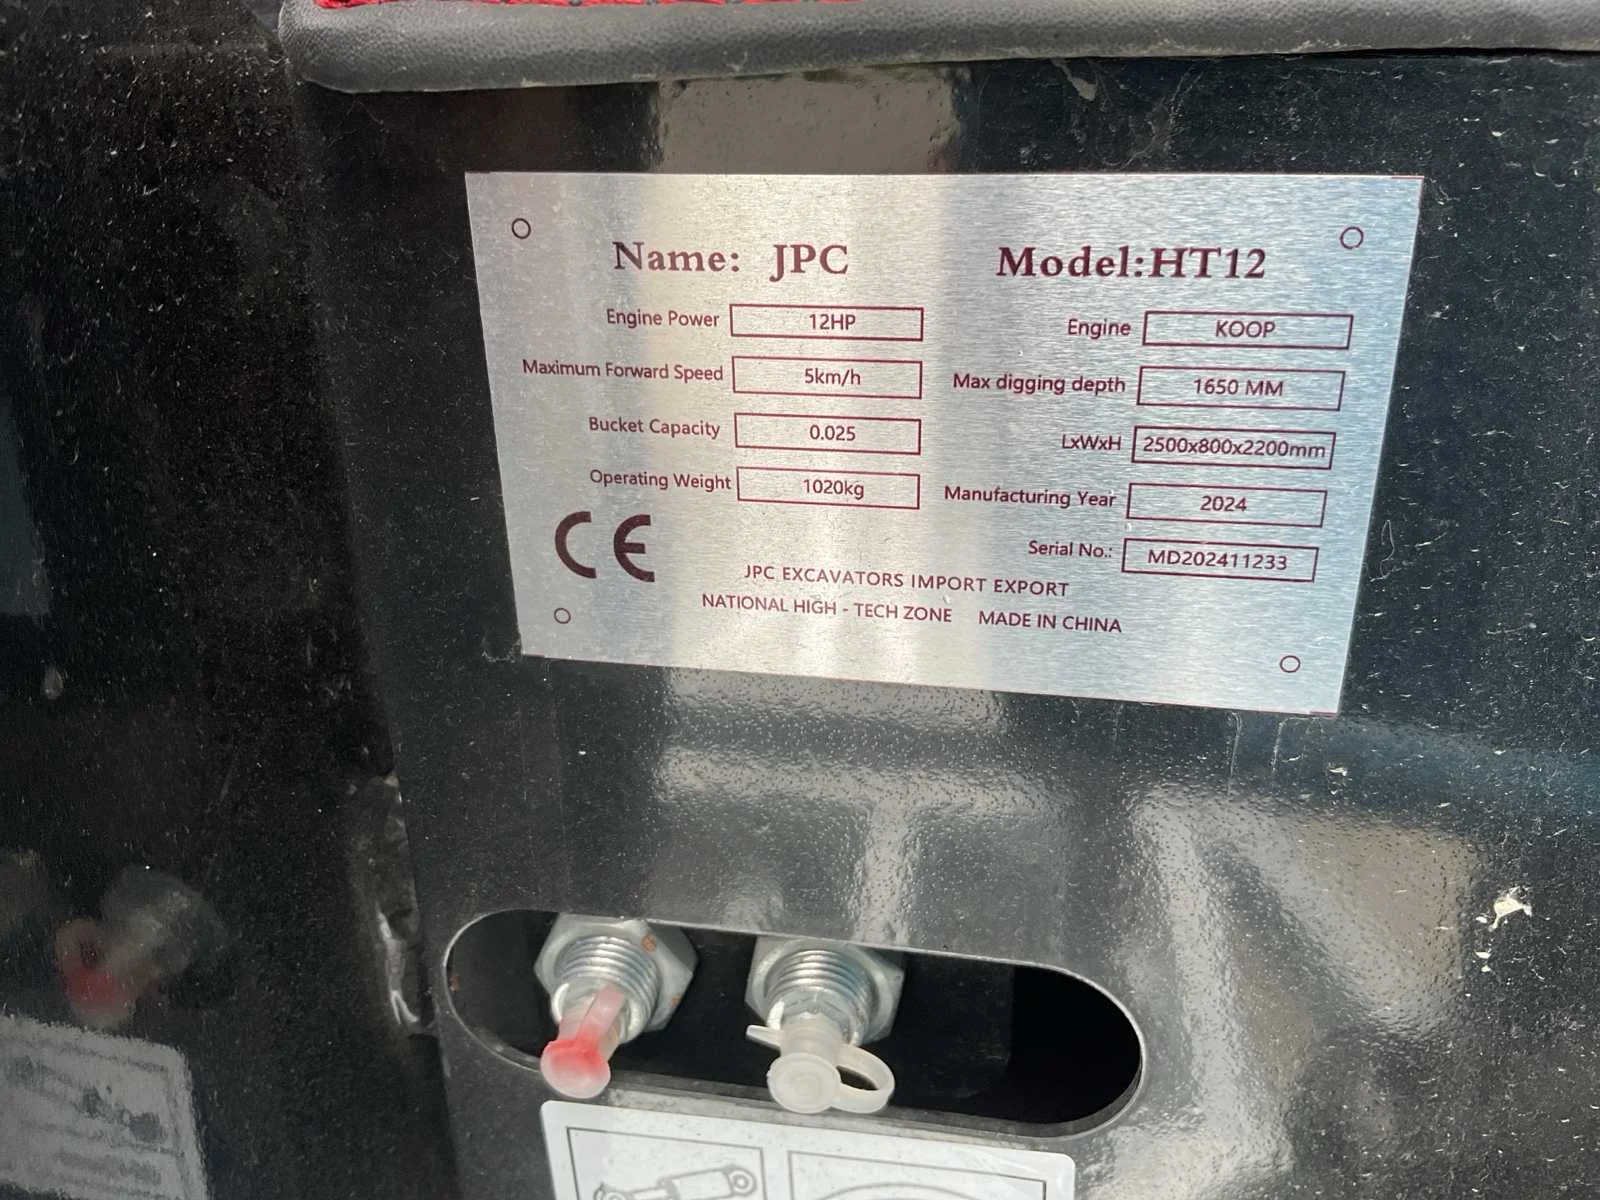 Name: JPC Model:HT12
Engine Power 12HP Engine KOOP
Maximum Forward Speed 5km/h Max digging depth 1650 MM
Bucket Capacity 0.025 LxWxH 2500x800x2200mm
Operating Weight 1020kg Manufacturing Year 2024
Serial No.: MD202411233
CE
JPC EXCAVATORS IMPORT EXPORT
NATIONAL HIGH - TECH ZONE MADE IN CHINA